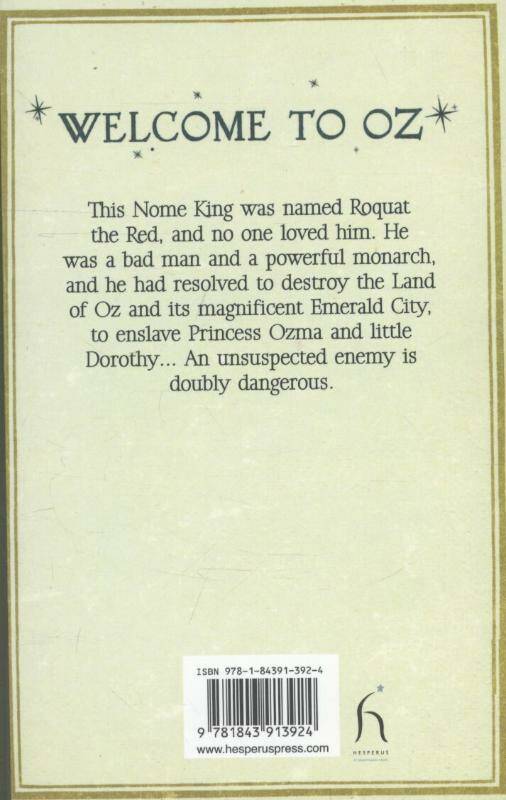 WELCOME TO OZ
This Nome King was named Roquat
the Red, and no one loved him. He
was a bad man and a powerful monarch,
and he had resolved to destroy the Land
of Oz and its magnificent Emerald City,
to enslave Princess Ozma and little
Dorothy... An unsuspected enemy is
doubly dangerous.
ISBN 978-1-84391-392-4
9 781843 913924
www.hesperuspress.com
h
HESPERUS